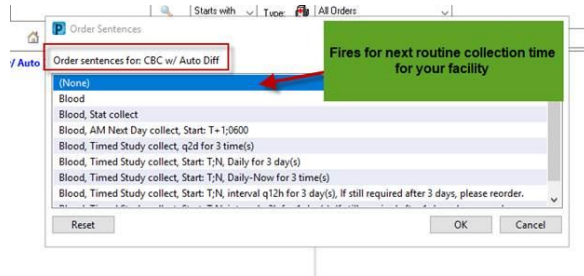 Starts with Type: All Orders
Order Sentences
/ Auto
Order sentences for: CBC w/ Auto Diff
Fires for next routine collection time
for your facility
(None)
Blood
Blood, Stat collect
Blood, AM Next Day collect, Start: T+1;0600
Blood, Timed Study collect, q2d for 3 time(s)
Blood, Timed Study collect, Start: T;N, Daily for 3 day(s)
Blood, Timed Study collect, Start: T;N, Daily-Now for 3 time(s)
Blood, Timed Study collect, Start: T;N, interval q12h for 3 day(s), If still required after 3 days, please reorder.
Reset OK Cancel